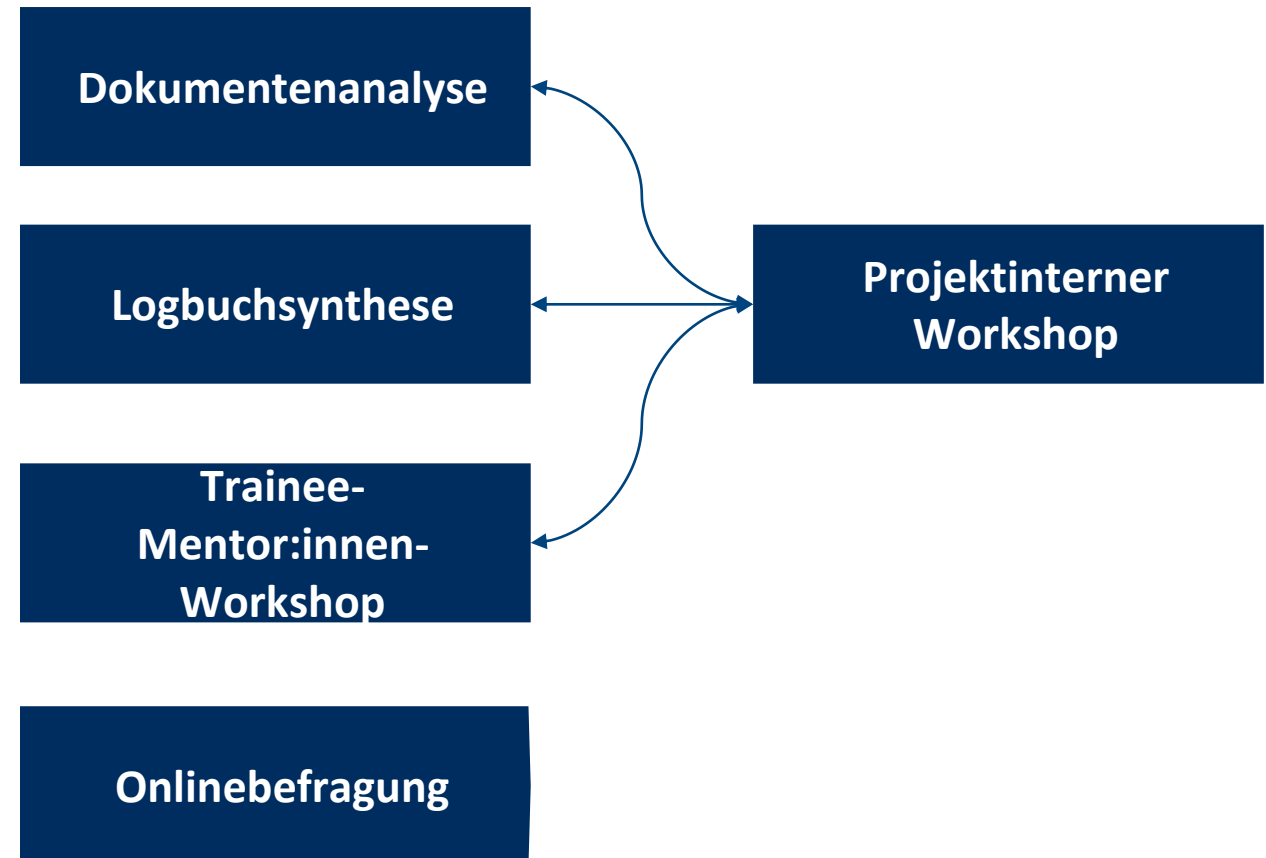 Dokumentenanalyse
Logbuchsynthese
Projektinterner
Workshop
Trainee-
Mentor:innen-
Workshop
Onlinebefragung